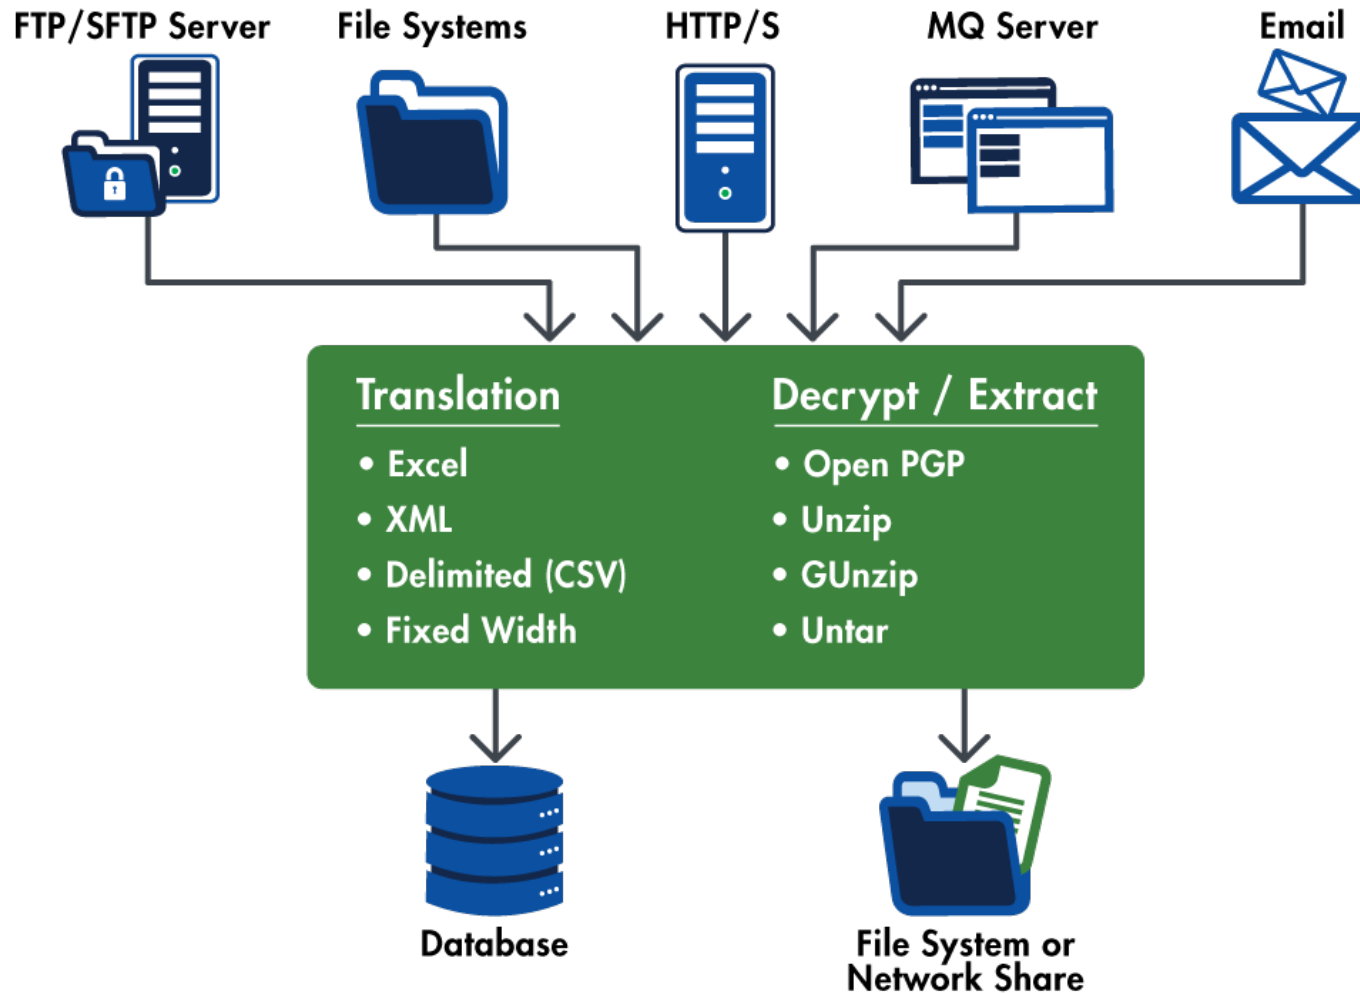 FTP/SFTP Server
File Systems
HTTP/S
MQ Server
Email
Translation
• Excel
• XML
• Delimited (CSV)
• Fixed Width
Decrypt / Extract
• Open PGP
• Unzip
• GUnzip
• Untar
Database
File System or
Network Share